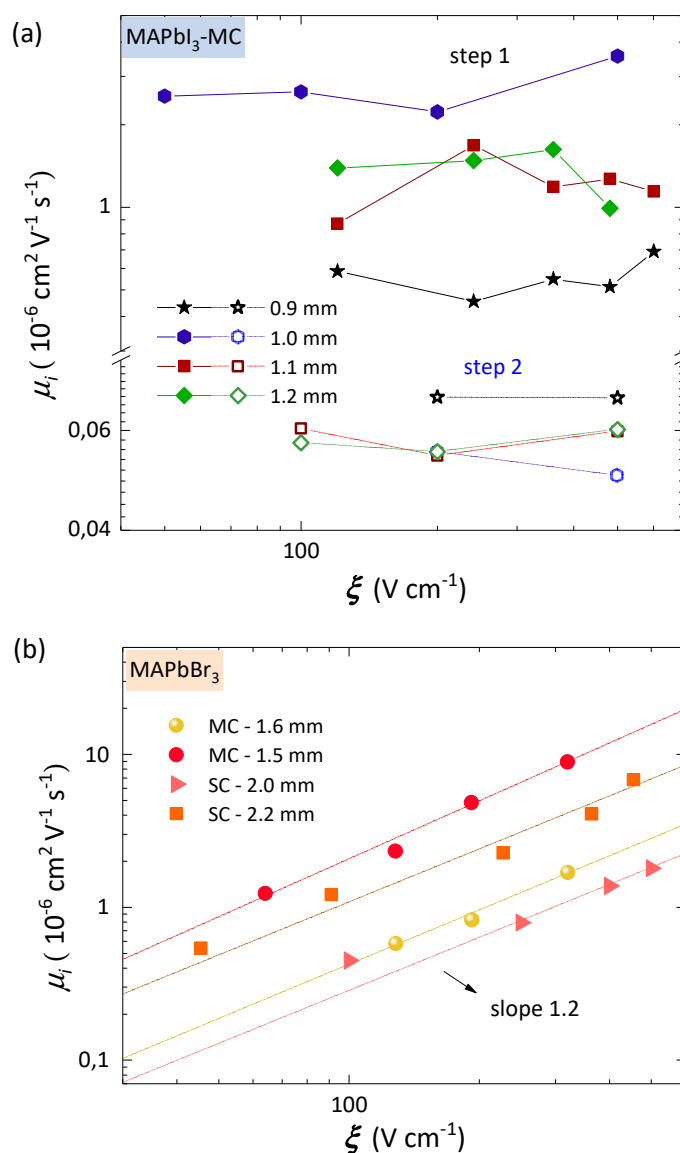 (a)
MAPbI₃-MC
step 1
1
0.9 mm
1.0 mm
1.1 mm
1.2 mm
step 2
0,06
0,04
μᵢ ( 10⁻⁶ cm² V⁻¹ s⁻¹)
100
ξ (V cm⁻¹)
(b)
MAPbBr₃
MC - 1.6 mm
MC - 1.5 mm
SC - 2.0 mm
SC - 2.2 mm
10
1
0,1
μᵢ ( 10⁻⁶ cm² V⁻¹ s⁻¹)
slope 1.2
100
ξ (V cm⁻¹)